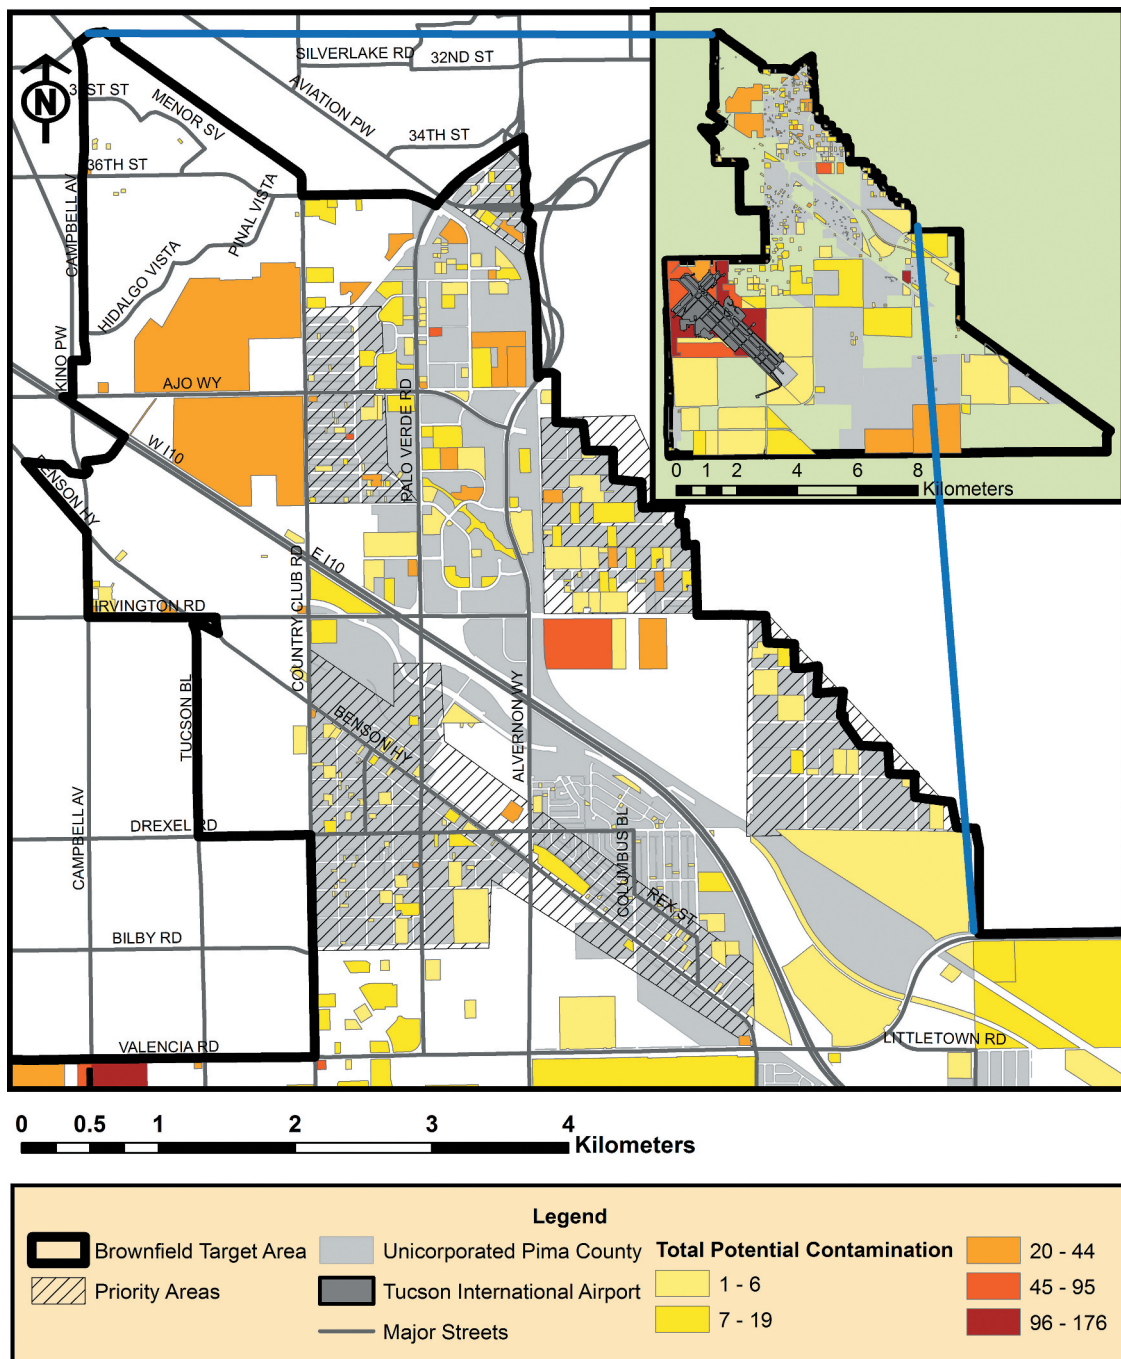 SILVERLAKE RD
32ND ST
AVIATION PW
N
31ST ST
MENOR SV
34TH ST
36TH ST
CAMPBELL AV
PINAL VISTA
HIDALGO VISTA
KINO PW
AJO WY
W I10
PALO VERDE RD
BENSON HY
COUNTRY CLUB RD
E I10
IRVINGTON RD
TUCSON BL
BENSON HY
ALVERNON WY
CAMPBELL AV
DREXEL RD
COLUMBUS BL
REX ST
BILBY RD
VALENCIA RD
LITTLETOWN RD
0 1 2 4 6 8
Kilometers
0 0.5 1 2 3 4
Kilometers
Legend
Brownfield Target Area
Priority Areas
Unicorporated Pima County
Tucson International Airport
Major Streets
Total Potential Contamination
1 - 6
7 - 19
20 - 44
45 - 95
96 - 176